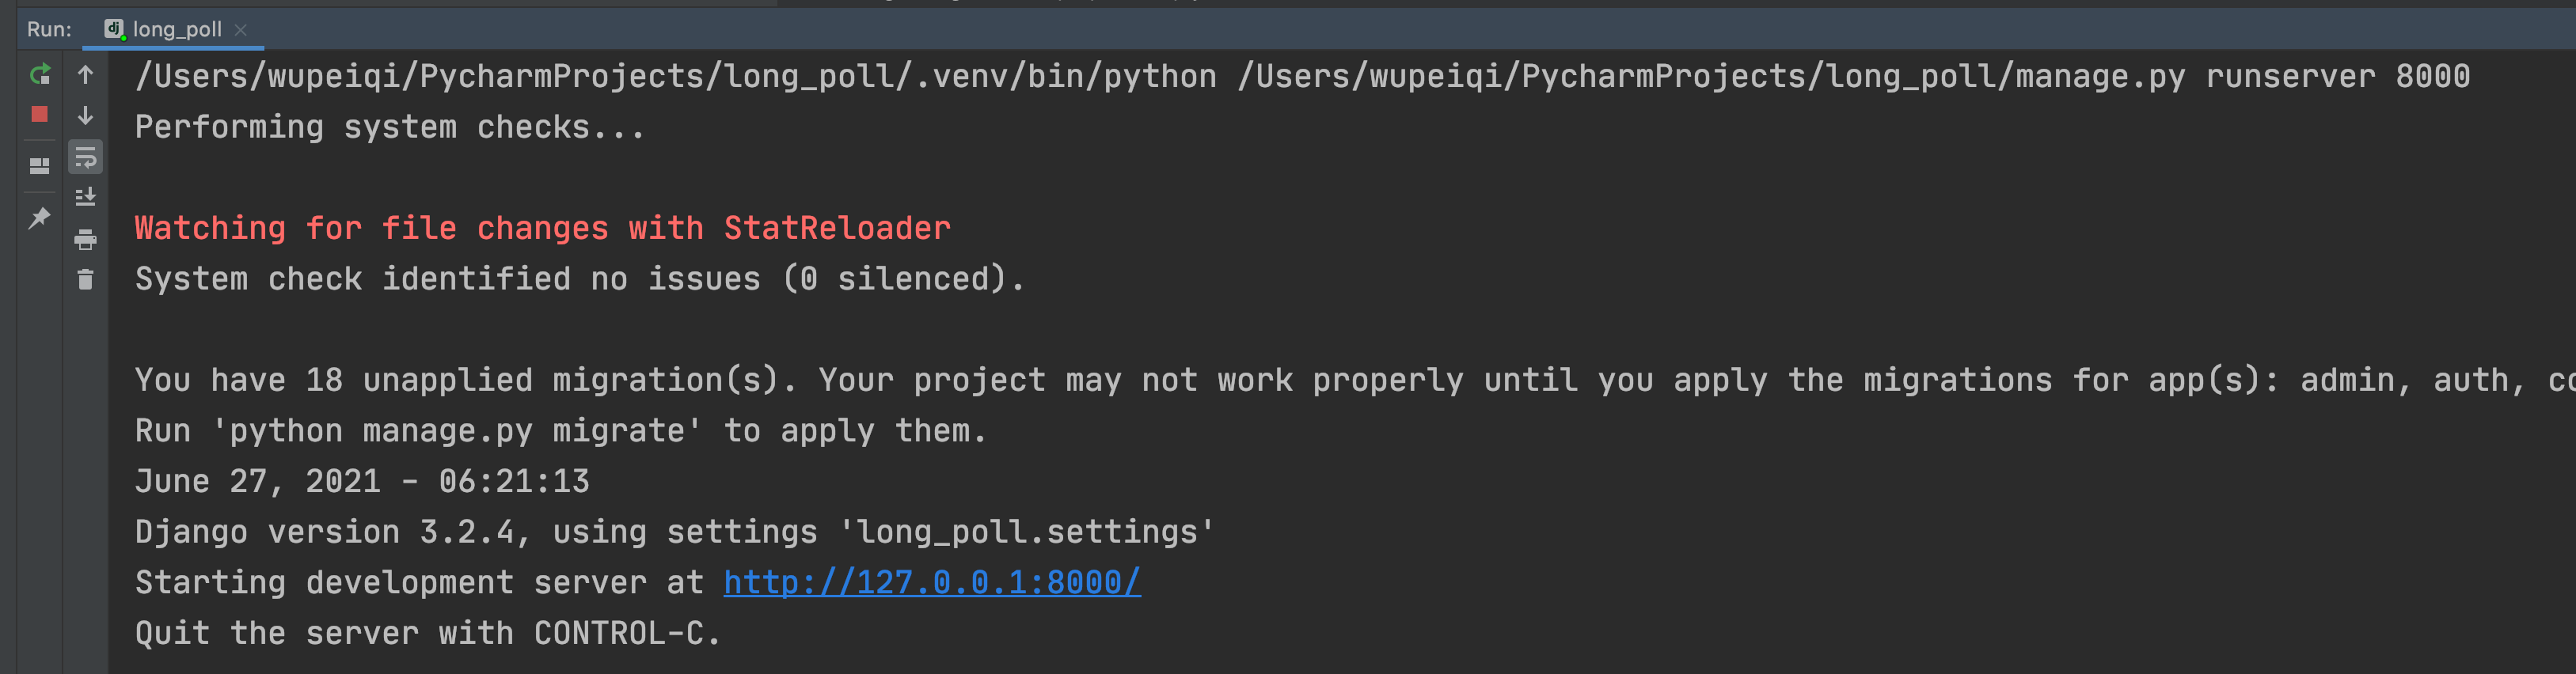 Run: dj long_poll
/Users/wupeiqi/PycharmProjects/long_poll/.venv/bin/python /Users/wupeiqi/PycharmProjects/long_poll/manage.py runserver 8000
Performing system checks...
Watching for file changes with StatReloader
System check identified no issues (0 silenced).
You have 18 unapplied migration(s). Your project may not work properly until you apply the migrations for app(s): admin, auth,
Run 'python manage.py migrate' to apply them.
June 27, 2021 - 06:21:13
Django version 3.2.4, using settings 'long_poll.settings'
Starting development server at http://127.0.0.1:8000/
Quit the server with CONTROL-C.